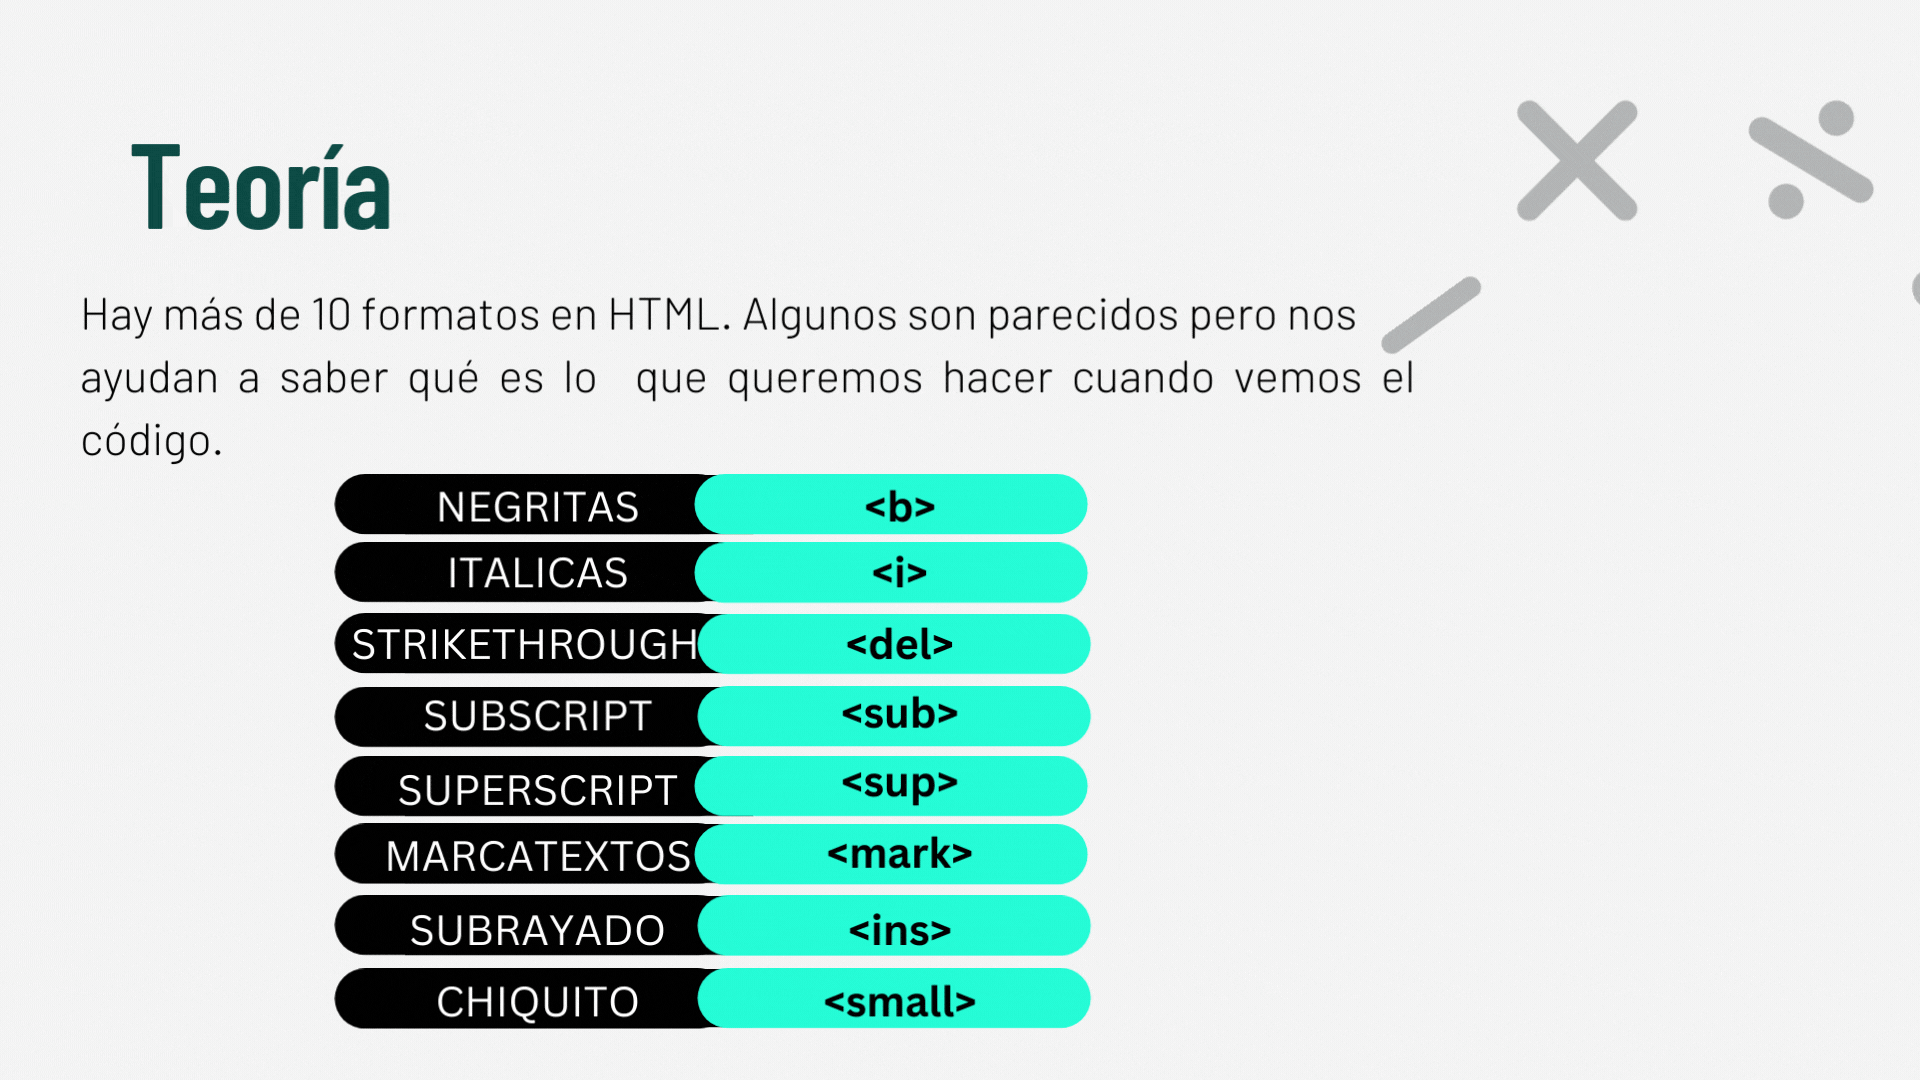 Teoría
Hay más de 10 formatos en HTML. Algunos son parecidos pero nos
ayudan a saber qué es lo que queremos hacer cuando vemos el
código.
NEGRITAS <b>
ITALICAS <i>
STRIKETHROUGH <del>
SUBSCRIPT <sub>
SUPERSCRIPT <sup>
MARCATEXTOS <mark>
SUBRAYADO <ins>
CHIQUITO <small>